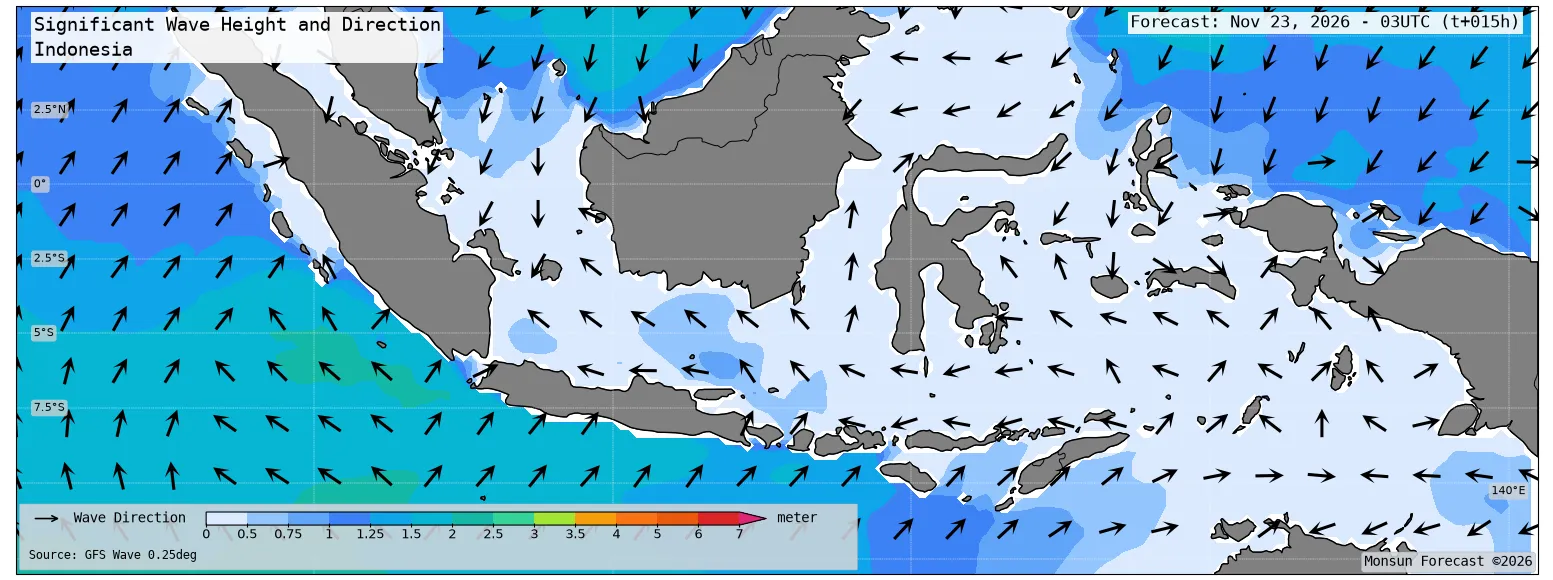 Significant Wave Height and Direction
Indonesia
Forecast: Nov 23, 2026 - 03UTC (t+015h)
2.5°N
0°
2.5°S
5°S
7.5°S
140°E
Wave Direction
meter
0 0.5 0.75 1 1.25 1.5 2 2.5 3 3.5 4 5 6 7
Source: GFS Wave 0.25deg
Monsun Forecast ©2026